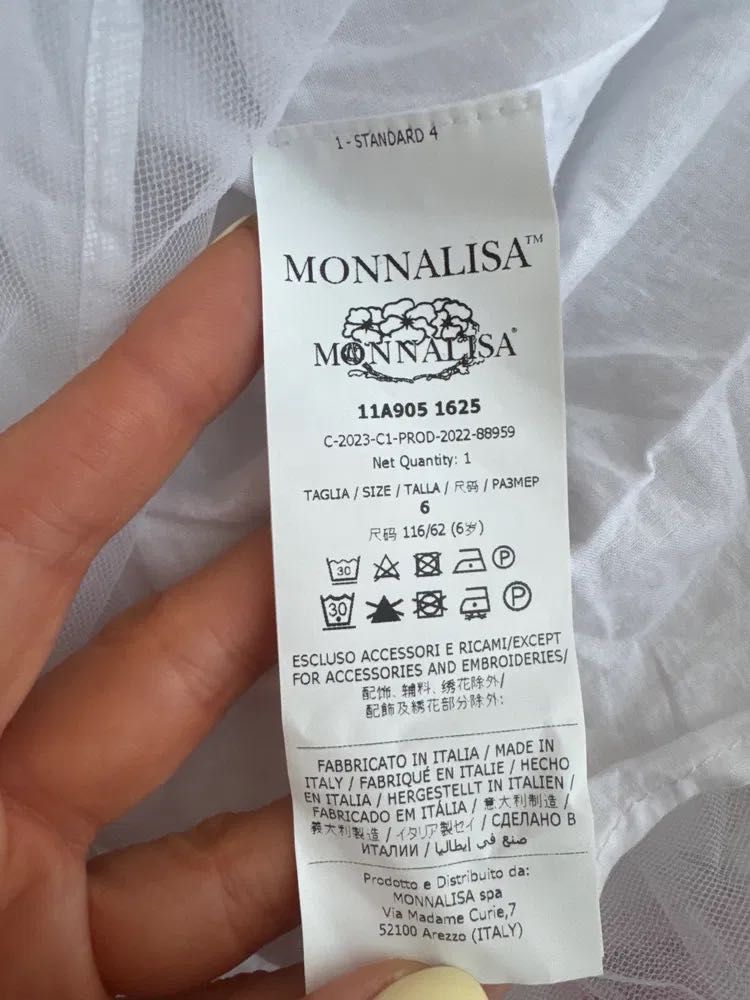 1 - STANDARD 4
MONNALISA™
MONNALISA®
11A905 1625
C-2023-C1-PROD-2022-88959
Net Quantity: 1
TAGLIA / SIZE / TALLA / 尺码 / РАЗМЕР
6
尺码 116/62 (6岁)
30 P
30 P
ESCLUSO ACCESSORI E RICAMI/EXCEPT
FOR ACCESSORIES AND EMBROIDERIES/
配饰、辅料、绣花除外/
配飾及綉花部分除外:
FABBRICATO IN ITALIA / MADE IN
ITALY / FABRIQUÉ EN ITALIE / HECHO
EN ITALIA / HERGESTELLT IN ITALIEN /
FABRICADO EM ITÁLIA / 意大利制造 /
義大利製造 / イタリア製セイ / СДЕЛАНО В
ИТАЛИИ / صنع في ايطاليا
Prodotto e Distribuito da:
MONNALISA spa
Via Madame Curie,7
52100 Arezzo (ITALY)